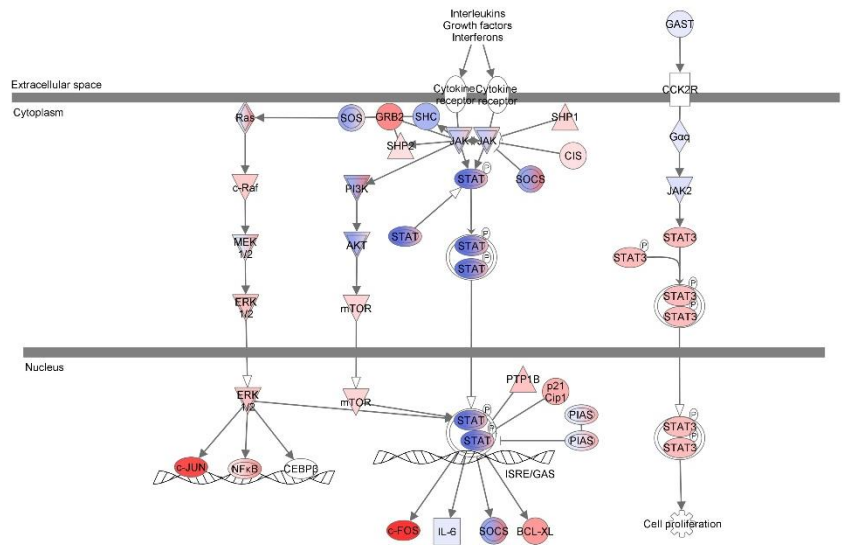 Interleukins
Growth factors
Interferons
GAST
Extracellular space
Cytokine
receptor
Cytokine
receptor
CCK2R
Cytoplasm
Ras
SOS
GRB2
SHC
SHP2
JAK
JAK
SHP1
CIS
Gαq
c-Raf
PI3K
STAT
P
SOCS
JAK2
MEK
1/2
AKT
STAT
STAT
P
STAT
STAT3
P
STAT3
ERK
1/2
mTOR
STAT3
P
STAT3
P
Nucleus
ERK
1/2
mTOR
STAT
P
STAT
P
PTP1B
p21
Cip1
PIAS
PIAS
STAT3
P
STAT3
P
c-JUN
NFκB
CEBPβ
ISRE/GAS
c-FOS
IL-6
SOCS
BCL-XL
Cell proliferation